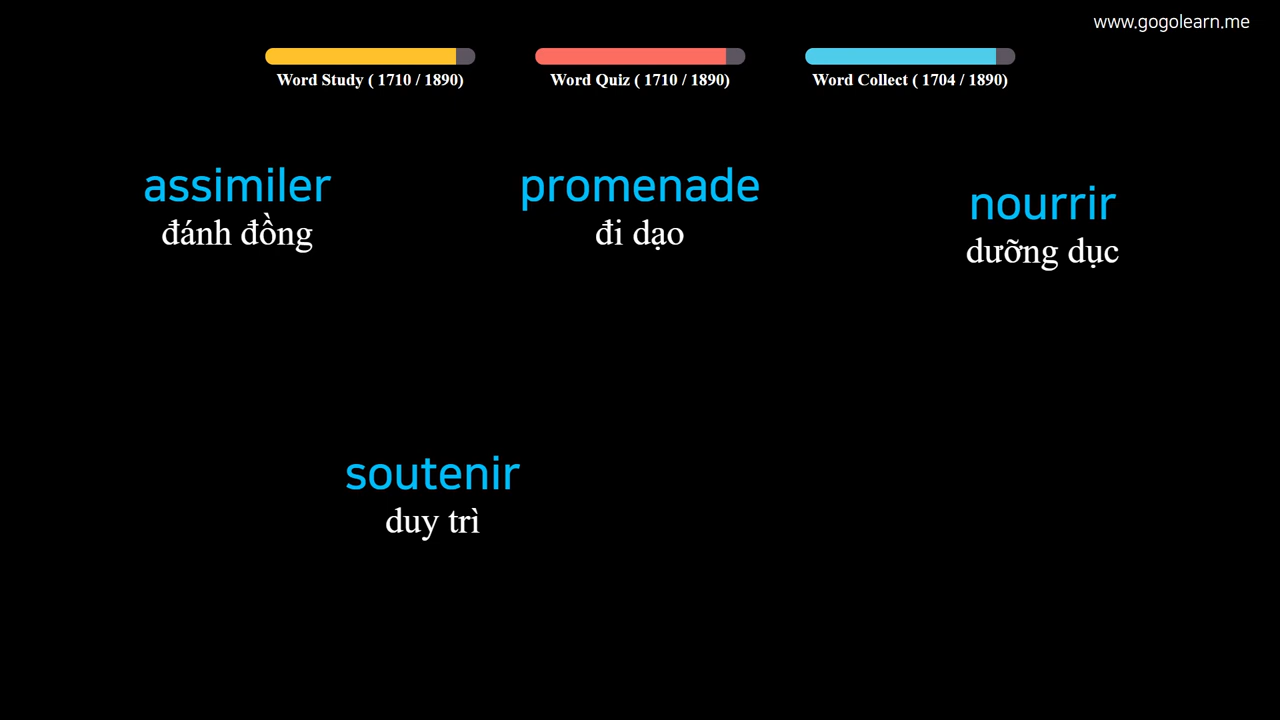 www.gogolearn.me
Word Study ( 1710 / 1890)
Word Quiz ( 1710 / 1890)
Word Collect ( 1704 / 1890)
assimiler
đánh đồng
promenade
đi dạo
nourrir
dưỡng dục
soutenir
duy trì